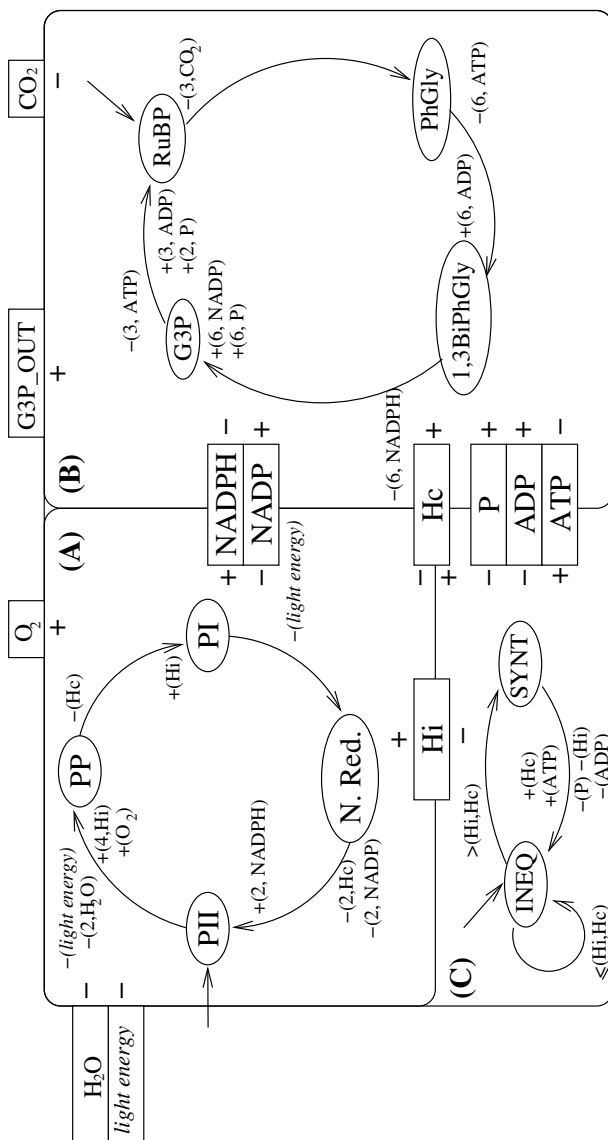 H₂O
light energy
−
−
O₂
+
(A)
PP
−(light energy)
−(2,H₂O)
+(4,Hi)
+(O₂)
−(Hc)
+(Hi)
PII
PI
+(2, NADPH)
−(light energy)
−(2,Hc)
−(2, NADP)
N. Red.
G3P_OUT
+
CO₂
−
(B)
+ NADPH −
− NADP +
−(3, ATP)
+(3, ADP)
+(2, P)
RuBP
−(3,CO₂)
G3P
+(6, NADP)
+(6, P)
−(6, NADPH)
1,3BiPhGly
+(6, ADP)
PhGly
−(6, ATP)
+
Hi
−
−
+
Hc +
− P +
− ADP +
+ ATP −
(C)
INEQ
>(Hi,Hc)
SYNT
+(Hc)
+(ATP)
−(P) −(Hi)
−(ADP)
≤(Hi,Hc)